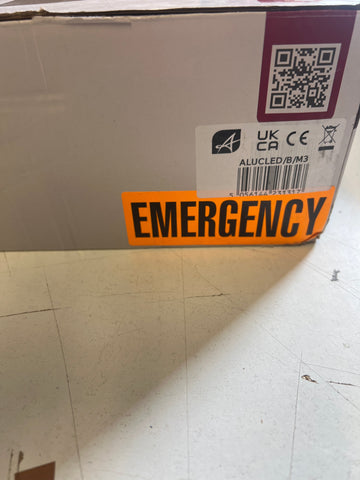 UK
CA CE
ALUCLED/B/M3
EMERGENCY